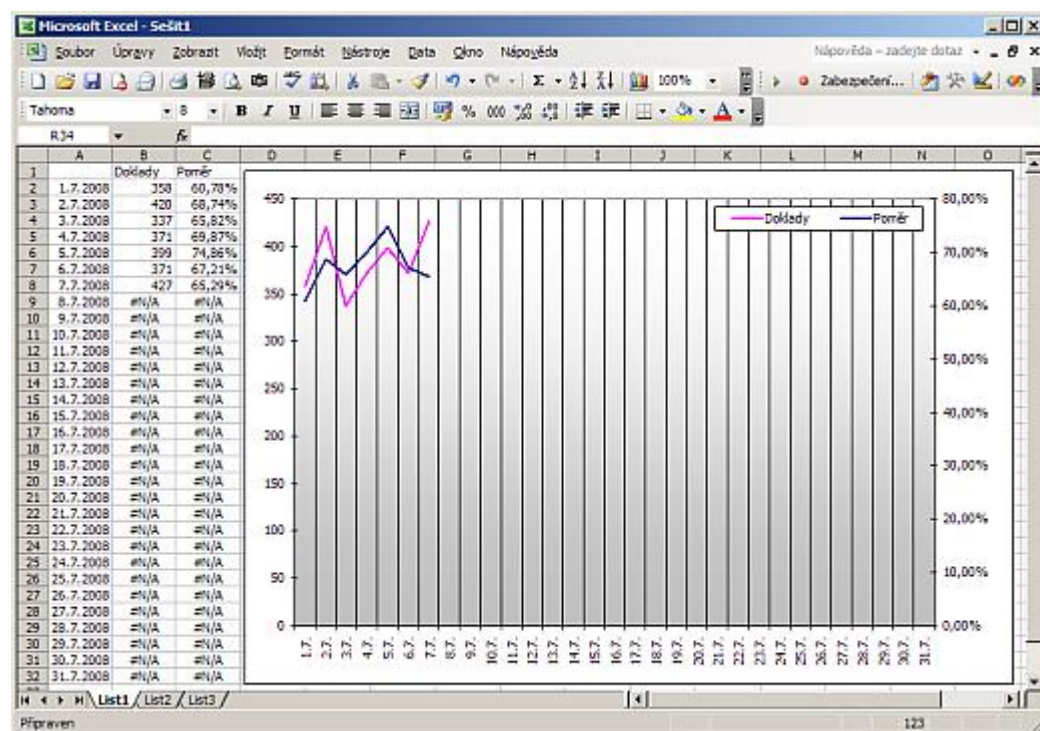 Microsoft Excel - Sešit1
Soubor Úpravy Zobrazit Vložit Formát Nástroje Data Okno Nápověda Nápověda – zadejte dotaz
100% Zabezpečení...
Tahoma 8 B I U % 000
R34 fx
A B C D E F G H I J K L M N O
1 Doklady Poměr
2 1.7.2008 358 60,78%
3 2.7.2008 420 68,74%
4 3.7.2008 337 65,82%
5 4.7.2008 371 69,87%
6 5.7.2008 399 74,86%
7 6.7.2008 371 67,21%
8 7.7.2008 427 65,29%
9 8.7.2008 #N/A #N/A
10 9.7.2008 #N/A #N/A
11 10.7.2008 #N/A #N/A
12 11.7.2008 #N/A #N/A
13 12.7.2008 #N/A #N/A
14 13.7.2008 #N/A #N/A
15 14.7.2008 #N/A #N/A
16 15.7.2008 #N/A #N/A
17 16.7.2008 #N/A #N/A
18 17.7.2008 #N/A #N/A
19 18.7.2008 #N/A #N/A
20 19.7.2008 #N/A #N/A
21 20.7.2008 #N/A #N/A
22 21.7.2008 #N/A #N/A
23 22.7.2008 #N/A #N/A
24 23.7.2008 #N/A #N/A
25 24.7.2008 #N/A #N/A
26 25.7.2008 #N/A #N/A
27 26.7.2008 #N/A #N/A
28 27.7.2008 #N/A #N/A
29 28.7.2008 #N/A #N/A
30 29.7.2008 #N/A #N/A
31 30.7.2008 #N/A #N/A
32 31.7.2008 #N/A #N/A
450
400
350
300
250
200
150
100
50
0
Doklady Poměr
80,00%
70,00%
60,00%
50,00%
40,00%
30,00%
20,00%
10,00%
0,00%
1.7. 2.7. 3.7. 4.7. 5.7. 6.7. 7.7. 8.7. 9.7. 10.7. 11.7. 12.7. 13.7. 14.7. 15.7. 16.7. 17.7. 18.7. 19.7. 20.7. 21.7. 22.7. 23.7. 24.7. 25.7. 26.7. 27.7. 28.7. 29.7. 30.7. 31.7.
List1 List2 List3
Připraven 123